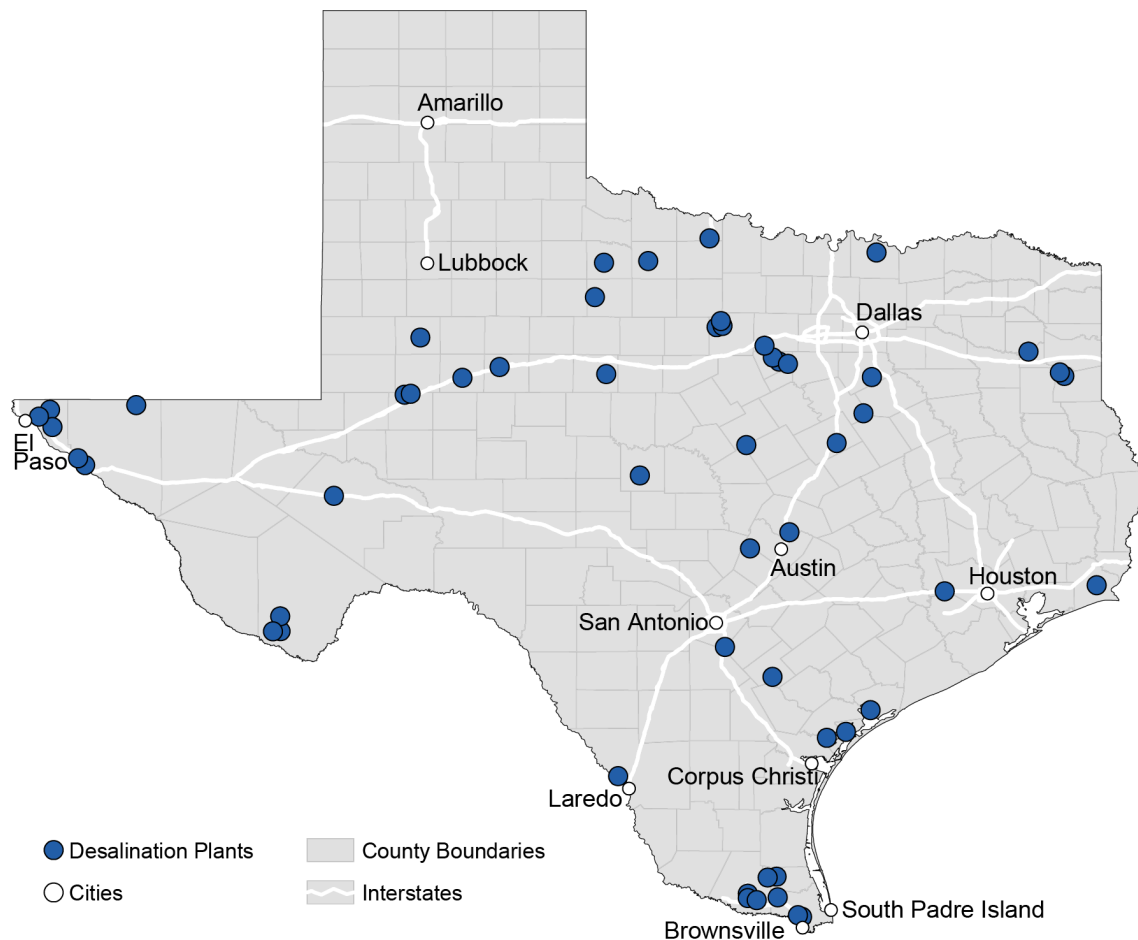 Amarillo
Lubbock
Dallas
El
Paso
Austin
Houston
San Antonio
Corpus Christi
Laredo
Desalination Plants
County Boundaries
Cities
Interstates
South Padre Island
Brownsville